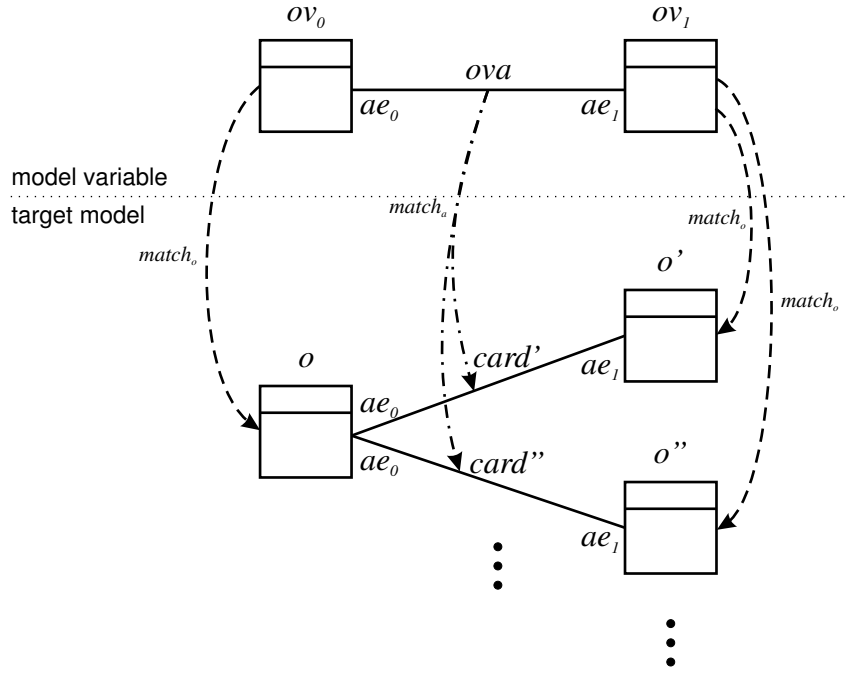 ov₀ ov₁
ova
ae₀ ae₁
model variable
target model
matchₐ
matchₒ
matchₒ
o'
matchₒ
o
card'
ae₁
ae₀
ae₀
card''
o''
ae₁